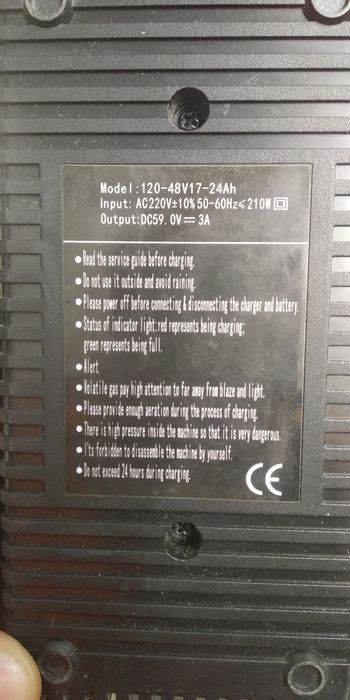 Model:120-48V17-24Ah
Input: AC220V±10% 50-60Hz≤210W
Output:DC59.0V⎓3A
●Read the service guide before charging.
●Do not use it outside and avoid raining.
●Please power off before connecting & disconnecting the charger and battery.
●Status of indicator light:red represents being charging;
green represents being full.
●Alert
●Volatile gas pay high attention to far away from blaze and light.
●Please provide enough aeration during the process of charging.
●There is high pressure inside the machine so that it is very dangerous.
●I'ts forbidden to disassemble the machine by yourself.
●Do not exceed 24 hours during charging.
CE